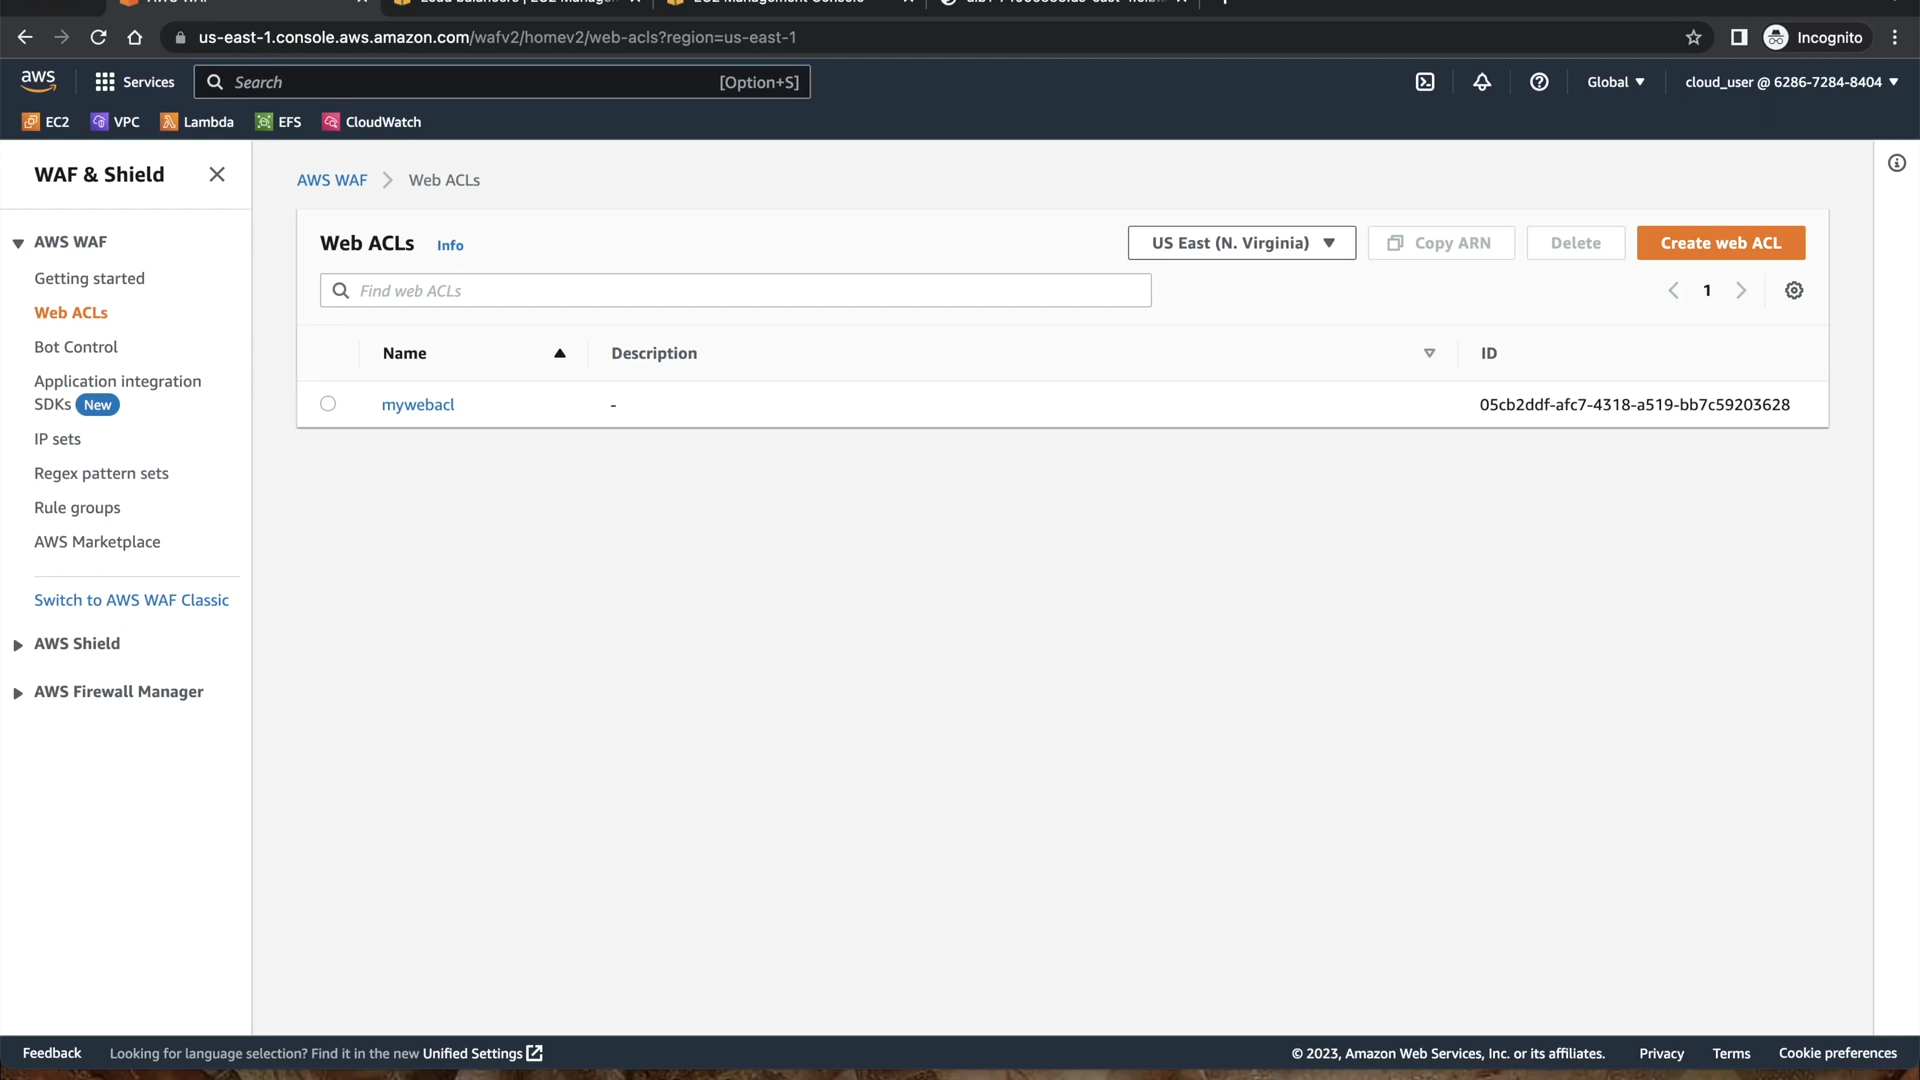 us-east-1.console.aws.amazon.com/wafv2/homev2/web-acls?region=us-east-1
Incognito
aws
Services
Search
[Option+S]
Global
cloud_user @ 6286-7284-8404
EC2
VPC
Lambda
EFS
CloudWatch
WAF & Shield
AWS WAF
Getting started
Web ACLs
Bot Control
Application integration
SDKs New
IP sets
Regex pattern sets
Rule groups
AWS Marketplace
Switch to AWS WAF Classic
AWS Shield
AWS Firewall Manager
AWS WAF
Web ACLs
Web ACLs Info
US East (N. Virginia)
Copy ARN
Delete
Create web ACL
Find web ACLs
1
Name
Description
ID
mywebacl
-
05cb2ddf-afc7-4318-a519-bb7c59203628
Feedback
Looking for language selection? Find it in the new Unified Settings
© 2023, Amazon Web Services, Inc. or its affiliates.
Privacy
Terms
Cookie preferences